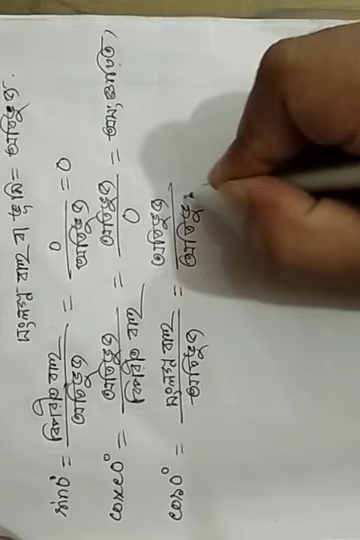 সংলগ্ন বাহু বা ভূমি = অতিভুজ.
sin0° = বিপরীত বাহু / অতিভুজ = 0 / অতিভুজ = 0
cosec0° = অতিভুজ / বিপরীত বাহু = অতিভুজ / 0 = অসংজ্ঞায়িত,
cos0° = সংলগ্ন বাহু / অতিভুজ = অতিভুজ / অতিভু